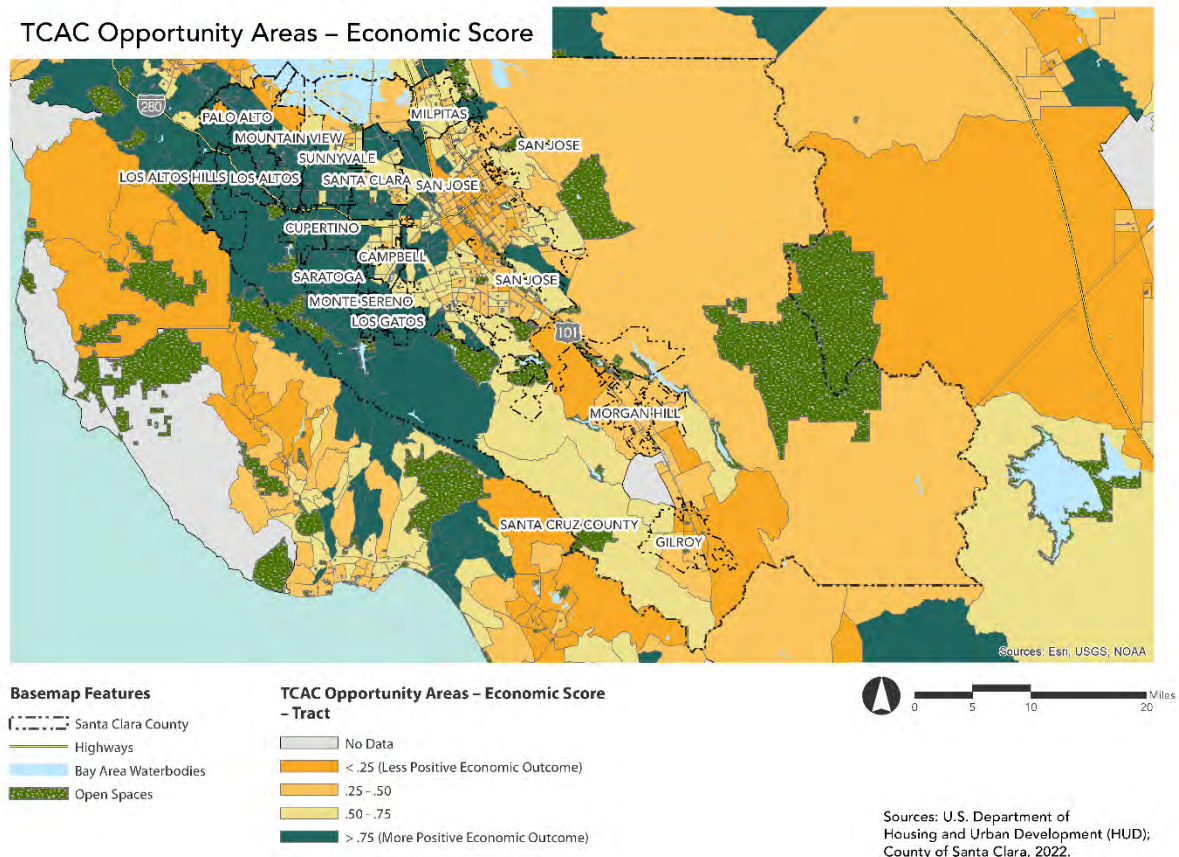 TCAC Opportunity Areas – Economic Score
280
PALO ALTO
MILPITAS
MOUNTAIN VIEW
SAN JOSE
SUNNYVALE
LOS ALTOS HILLS
LOS ALTOS
SANTA CLARA
SAN JOSE
CUPERTINO
CAMPBELL
SARATOGA
SAN JOSE
MONTE SERENO
LOS GATOS
101
MORGAN HILL
SANTA CRUZ COUNTY
GILROY
Sources: Esri, USGS, NOAA
Basemap Features
Santa Clara County
Highways
Bay Area Waterbodies
Open Spaces
TCAC Opportunity Areas – Economic Score
– Tract
No Data
< .25 (Less Positive Economic Outcome)
.25 - .50
.50 - .75
> .75 (More Positive Economic Outcome)
Miles
0 5 10 20
Sources: U.S. Department of
Housing and Urban Development (HUD);
County of Santa Clara, 2022.